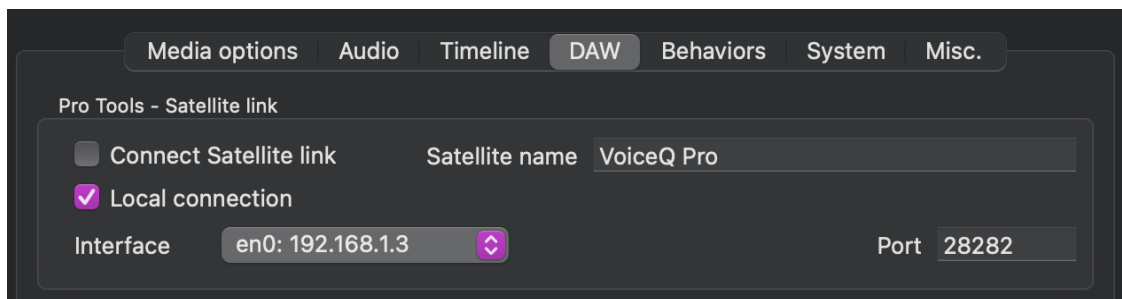 Media options Audio Timeline DAW Behaviors System Misc.
Pro Tools - Satellite link
Connect Satellite link Satellite name VoiceQ Pro
Local connection
Interface en0: 192.168.1.3 Port 28282